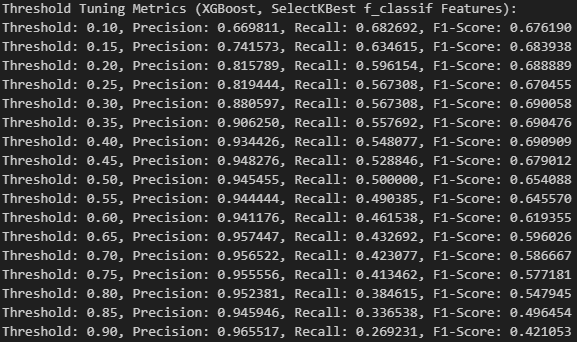 Threshold Tuning Metrics (XGBoost, SelectKBest f_classif Features):
Threshold: 0.10, Precision: 0.669811, Recall: 0.682692, F1-Score: 0.676190
Threshold: 0.15, Precision: 0.741573, Recall: 0.634615, F1-Score: 0.683938
Threshold: 0.20, Precision: 0.815789, Recall: 0.596154, F1-Score: 0.688889
Threshold: 0.25, Precision: 0.819444, Recall: 0.567308, F1-Score: 0.670455
Threshold: 0.30, Precision: 0.880597, Recall: 0.567308, F1-Score: 0.690058
Threshold: 0.35, Precision: 0.906250, Recall: 0.557692, F1-Score: 0.690476
Threshold: 0.40, Precision: 0.934426, Recall: 0.548077, F1-Score: 0.690909
Threshold: 0.45, Precision: 0.948276, Recall: 0.528846, F1-Score: 0.679012
Threshold: 0.50, Precision: 0.945455, Recall: 0.500000, F1-Score: 0.654088
Threshold: 0.55, Precision: 0.944444, Recall: 0.490385, F1-Score: 0.645570
Threshold: 0.60, Precision: 0.941176, Recall: 0.461538, F1-Score: 0.619355
Threshold: 0.65, Precision: 0.957447, Recall: 0.432692, F1-Score: 0.596026
Threshold: 0.70, Precision: 0.956522, Recall: 0.423077, F1-Score: 0.586667
Threshold: 0.75, Precision: 0.955556, Recall: 0.413462, F1-Score: 0.577181
Threshold: 0.80, Precision: 0.952381, Recall: 0.384615, F1-Score: 0.547945
Threshold: 0.85, Precision: 0.945946, Recall: 0.336538, F1-Score: 0.496454
Threshold: 0.90, Precision: 0.965517, Recall: 0.269231, F1-Score: 0.421053